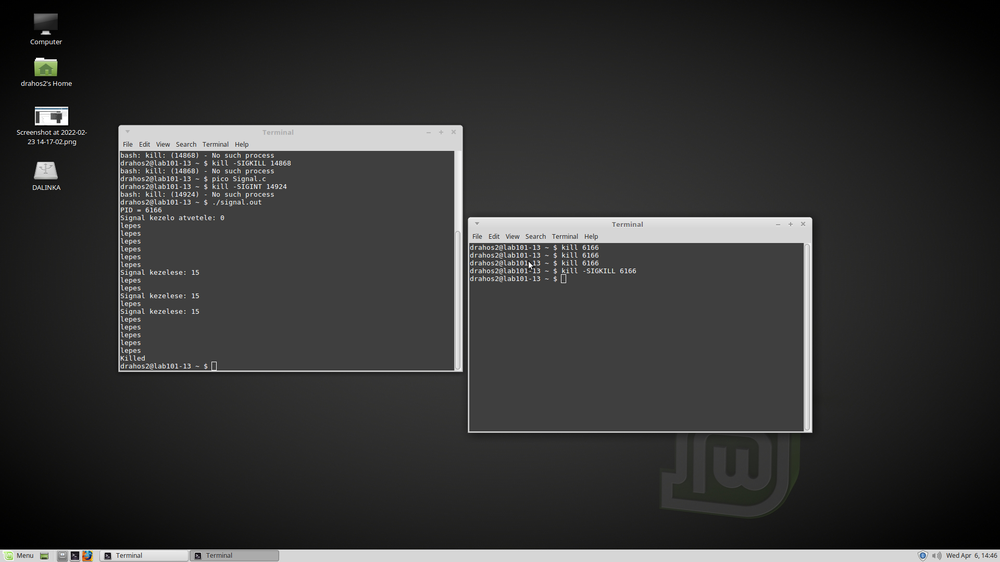 Computer
drahos2's Home
Screenshot at 2022-02-
23 14-17-02.png
DALINKA
Terminal
File Edit View Search Terminal Help
bash: kill: (14868) - No such process
drahos2@lab101-13 ~ $ kill -SIGKILL 14868
bash: kill: (14868) - No such process
drahos2@lab101-13 ~ $ pico Signal.c
drahos2@lab101-13 ~ $ kill -SIGINT 14924
bash: kill: (14924) - No such process
drahos2@lab101-13 ~ $ ./signal.out
PID = 6166
Signal kezelo atvetele: 0
lepes
lepes
lepes
lepes
lepes
lepes
Signal kezelese: 15
lepes
lepes
Signal kezelese: 15
lepes
Signal kezelese: 15
lepes
lepes
lepes
lepes
lepes
Killed
drahos2@lab101-13 ~ $
Terminal
File Edit View Search Terminal Help
drahos2@lab101-13 ~ $ kill 6166
drahos2@lab101-13 ~ $ kill 6166
drahos2@lab101-13 ~ $ kill 6166
drahos2@lab101-13 ~ $ kill -SIGKILL 6166
drahos2@lab101-13 ~ $
Menu Terminal Terminal Wed Apr 6, 14:46